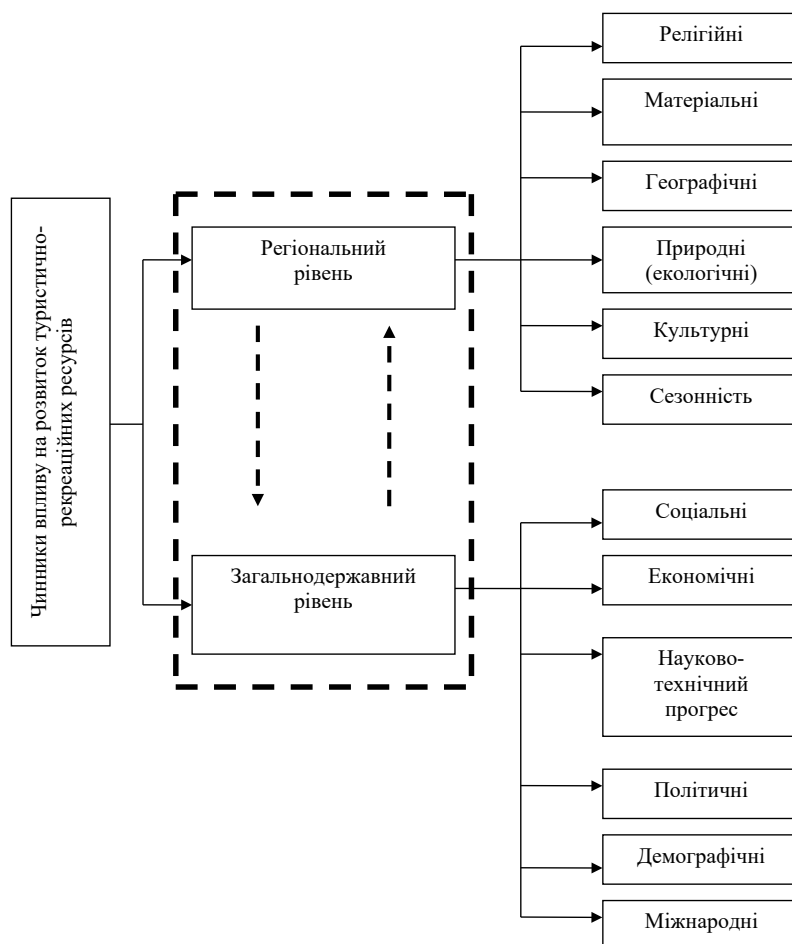 Чинники впливу на розвиток туристично-
рекреаційних ресурсів
Регіональний
рівень
Загальнодержавний
рівень
Релігійні
Матеріальні
Географічні
Природні
(екологічні)
Культурні
Сезонність
Соціальні
Економічні
Науково-
технічний
прогрес
Політичні
Демографічні
Міжнародні